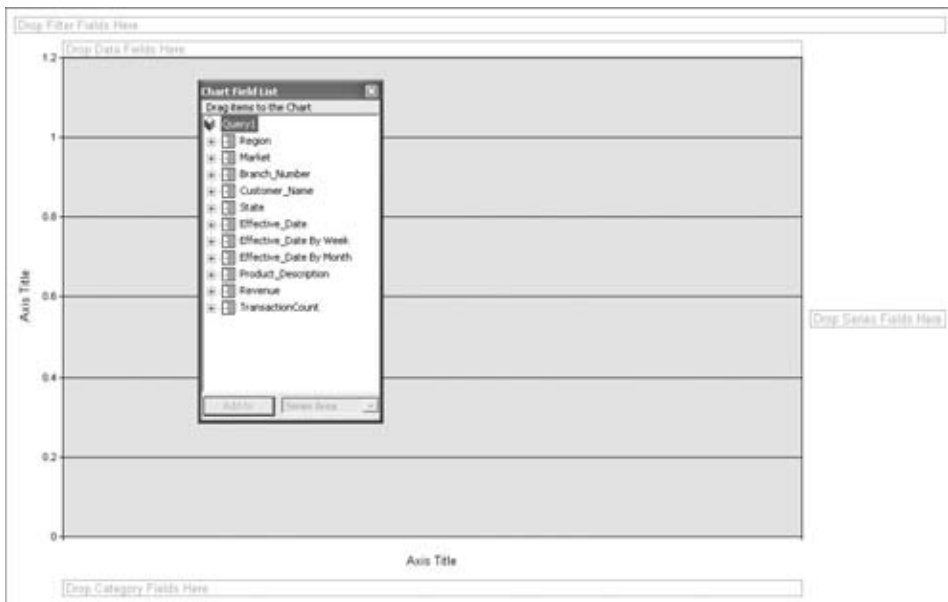 Drop Filter Fields Here
Drop Data Fields Here
1.2
Chart Field List
Drag items to the Chart
Query1
Region
1
Market
Branch_Number
Customer_Name
State
0.8
Effective_Date
Effective_Date By Week
Effective_Date By Month
Product_Description
Axis Title
0.6
Revenue
TransactionCount
Drop Series Fields Here
0.4
Add to
Series Area
0.2
0
Axis Title
Drop Category Fields Here